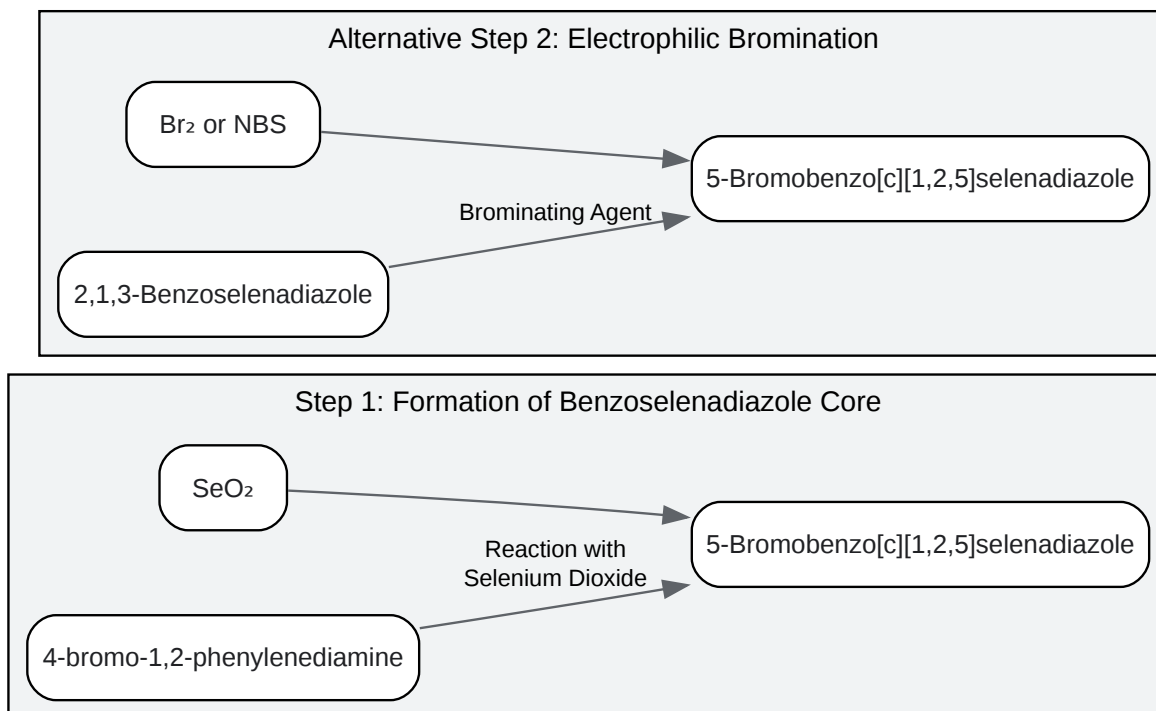 Alternative Step 2: Electrophilic Bromination
Br₂ or NBS
5-Bromobenzo[c][1,2,5]selenadiazole
Brominating Agent
2,1,3-Benzoselenadiazole
Step 1: Formation of Benzoselenadiazole Core
SeO₂
5-Bromobenzo[c][1,2,5]selenadiazole
Reaction with
Selenium Dioxide
4-bromo-1,2-phenylenediamine